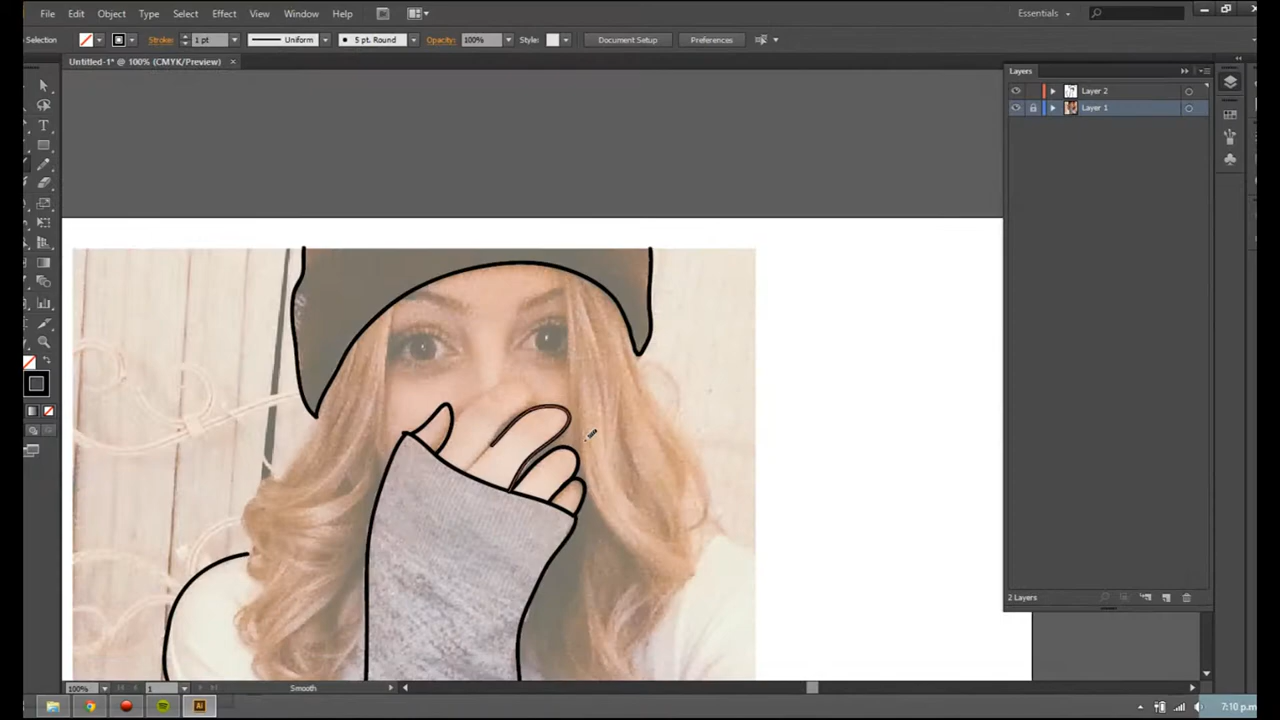 File Edit Object Type Select Effect View Window Help Essentials
Selection Stroke: 1 pt Uniform 5 pt. Round Opacity: 100% Style: Document Setup Preferences
Untitled-1* @ 100% (CMYK/Preview)
Layers
Layer 2
Layer 1
2 Layers
100% 1 Smooth
Ai 7:10 p.m